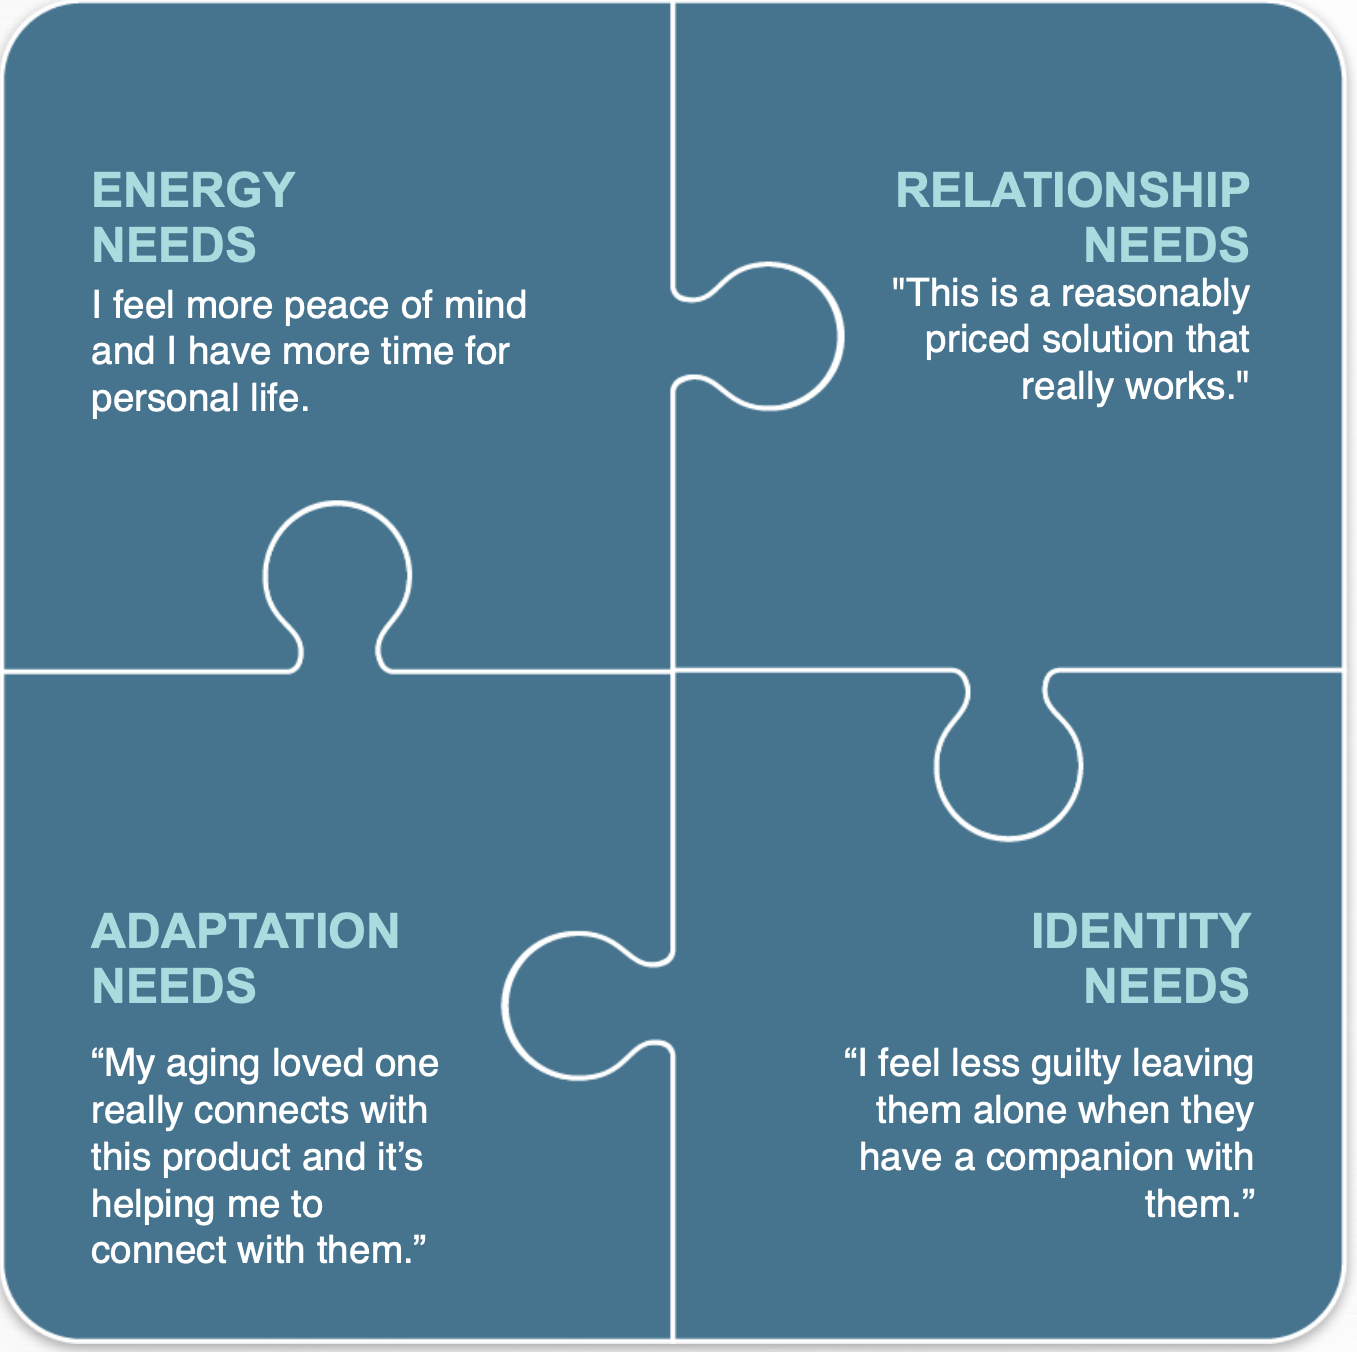 ENERGY
NEEDS
I feel more peace of mind
and I have more time for
personal life.
RELATIONSHIP
NEEDS
"This is a reasonably
priced solution that
really works."
ADAPTATION
NEEDS
“My aging loved one
really connects with
this product and it’s
helping me to
connect with them.”
IDENTITY
NEEDS
“I feel less guilty leaving
them alone when they
have a companion with
them.”